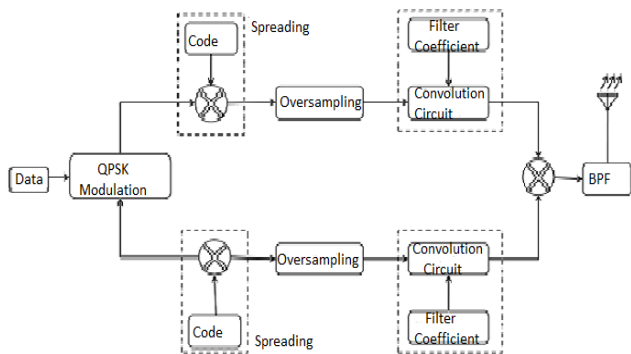 Code
Spreading
Filter
Coefficient
Oversampling
Convolution
Circuit
Data
QPSK
Modulation
BPF
Oversampling
Convolution
Circuit
Code
Spreading
Filter
Coefficient